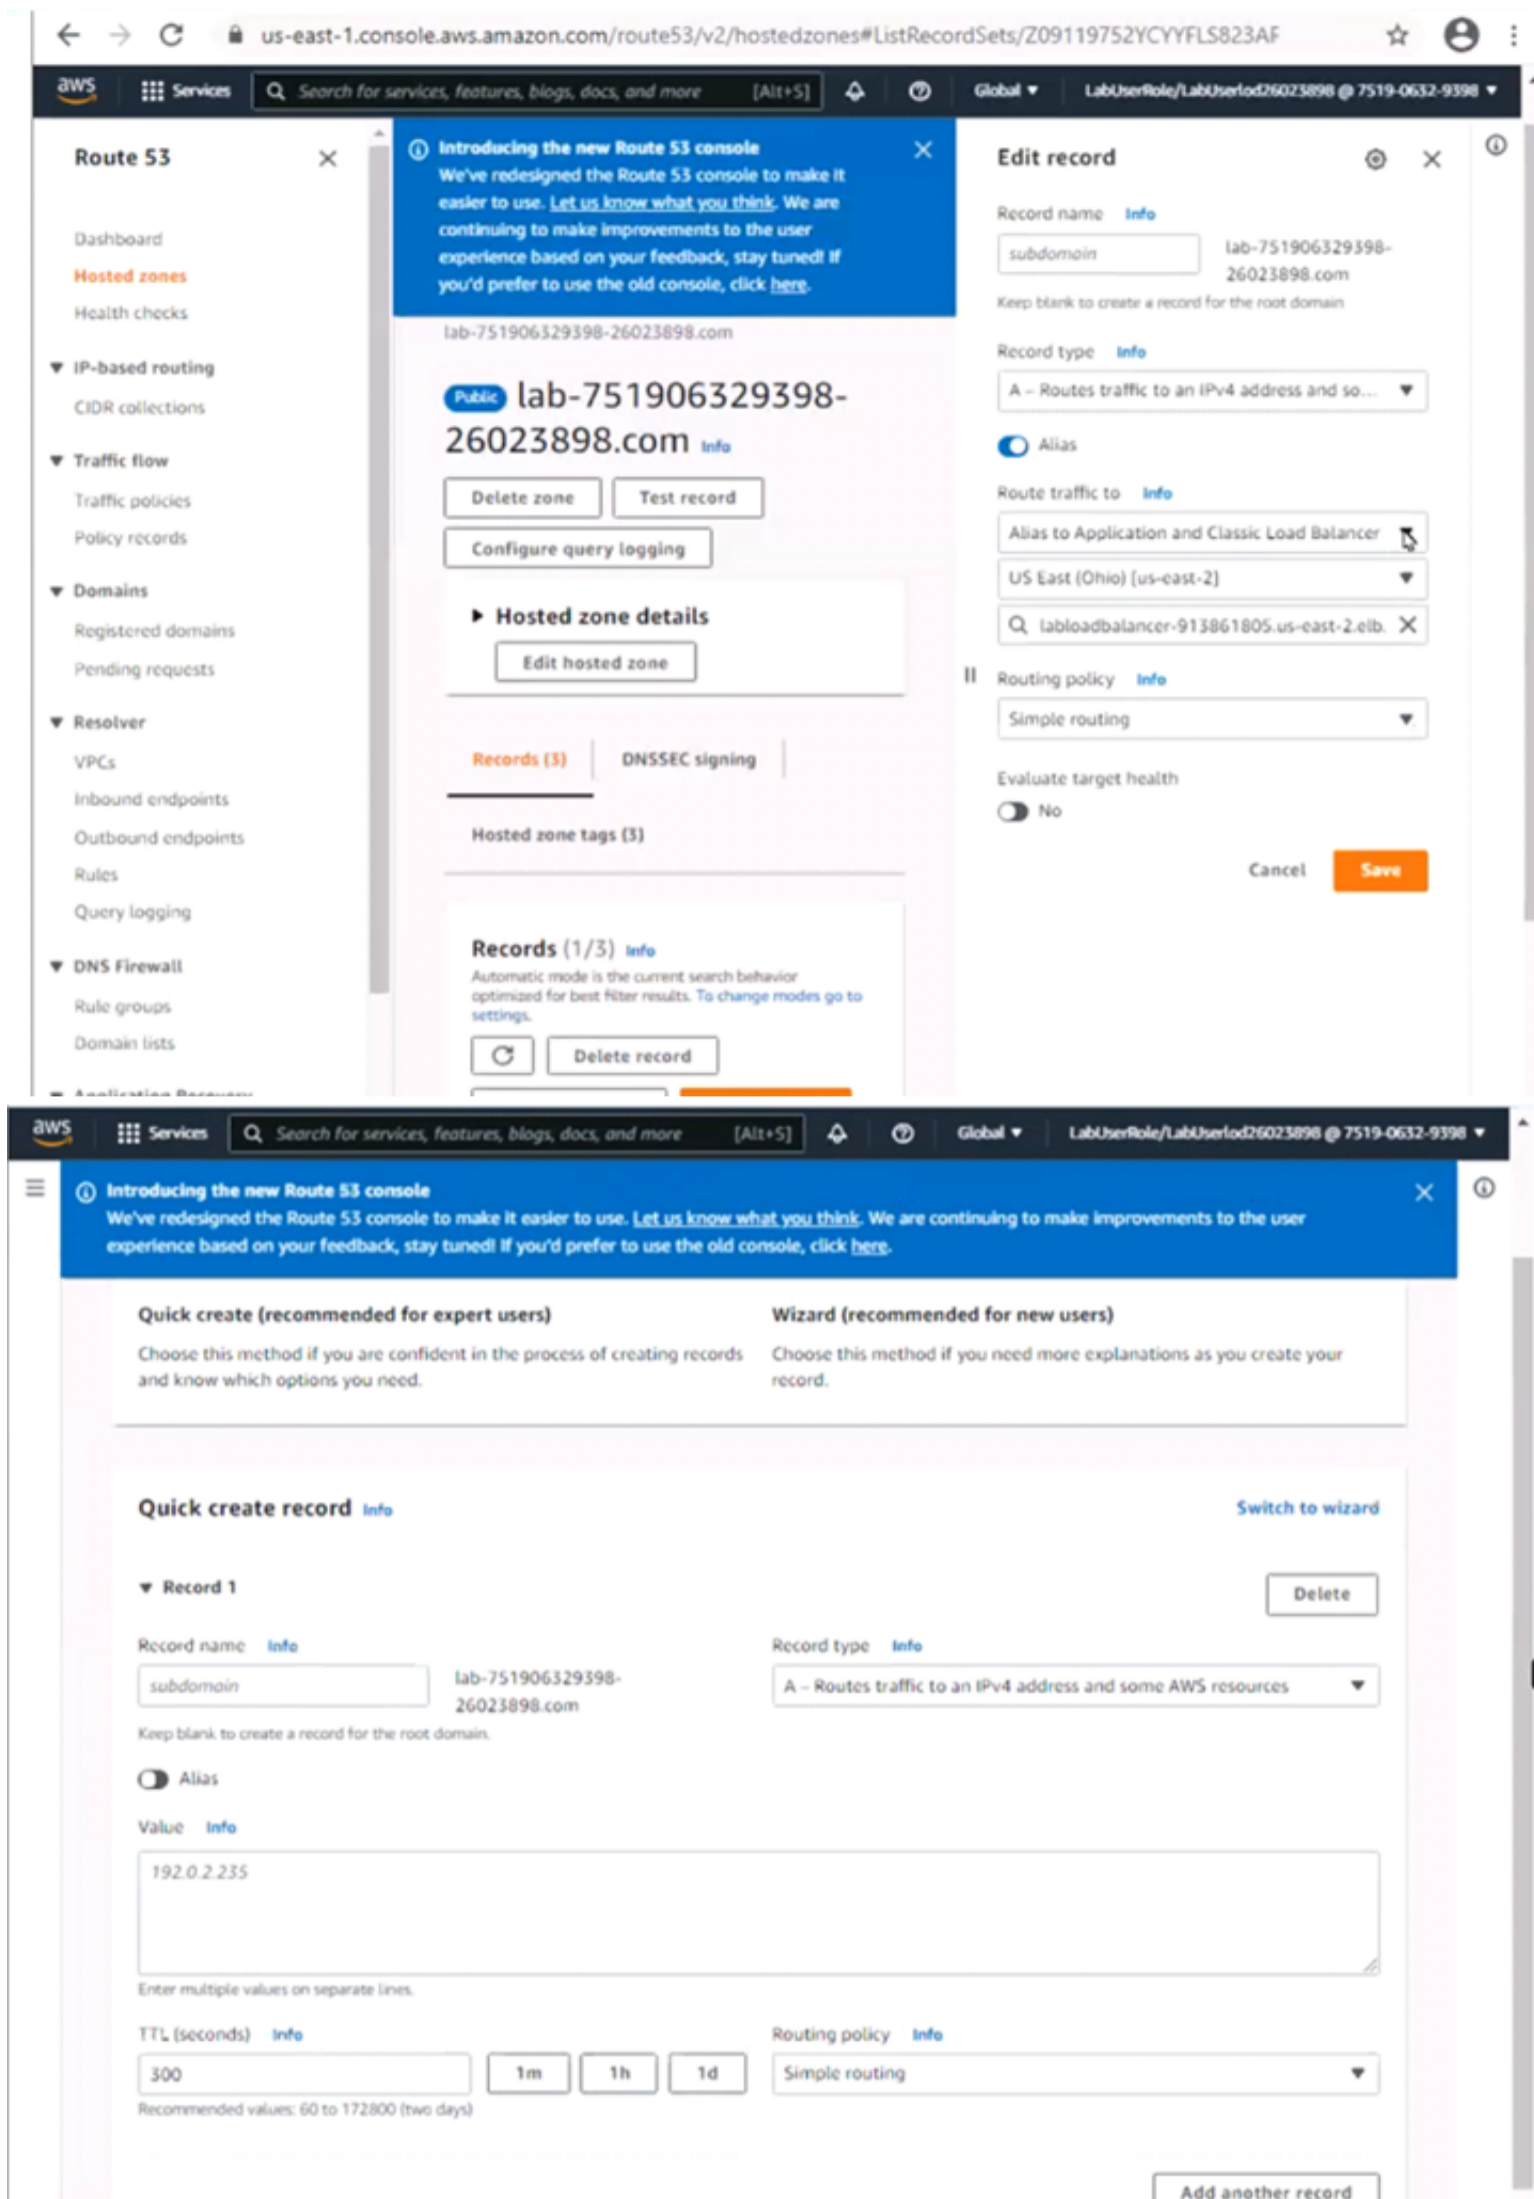 us-east-1.console.aws.amazon.com/route53/v2/hostedzones#ListRecordSets/Z09119752YCYYFLS823AF
aws Services Search for services, features, blogs, docs, and more [Alt+S] Global LabUserRole/LabUserlod26023898 @ 7519-0632-9398
Route 53
Dashboard
Hosted zones
Health checks
IP-based routing
CIDR collections
Traffic flow
Traffic policies
Policy records
Domains
Registered domains
Pending requests
Resolver
VPCs
Inbound endpoints
Outbound endpoints
Rules
Query logging
DNS Firewall
Rule groups
Domain lists
Application Recovery
Introducing the new Route 53 console
We've redesigned the Route 53 console to make it
easier to use. Let us know what you think. We are
continuing to make improvements to the user
experience based on your feedback, stay tuned! If
you'd prefer to use the old console, click here.
lab-751906329398-26023898.com
Public lab-751906329398-
26023898.com Info
Delete zone Test record
Configure query logging
Hosted zone details
Edit hosted zone
Records (3) DNSSEC signing
Hosted zone tags (3)
Records (1/3) Info
Automatic mode is the current search behavior
optimized for best filter results. To change modes go to
settings.
Delete record
Edit record
Record name Info
subdomain lab-751906329398-
26023898.com
Keep blank to create a record for the root domain
Record type Info
A – Routes traffic to an IPv4 address and so...
Alias
Route traffic to Info
Alias to Application and Classic Load Balancer
US East (Ohio) [us-east-2]
labloadbalancer-913861805.us-east-2.elb.
Routing policy Info
Simple routing
Evaluate target health
No
Cancel Save
aws Services Search for services, features, blogs, docs, and more [Alt+S] Global LabUserRole/LabUserlod26023898 @ 7519-0632-9398
Introducing the new Route 53 console
We've redesigned the Route 53 console to make it easier to use. Let us know what you think. We are continuing to make improvements to the user
experience based on your feedback, stay tuned! If you'd prefer to use the old console, click here.
Quick create (recommended for expert users)
Choose this method if you are confident in the process of creating records
and know which options you need.
Wizard (recommended for new users)
Choose this method if you need more explanations as you create your
record.
Quick create record Info Switch to wizard
Record 1 Delete
Record name Info
subdomain lab-751906329398-
26023898.com
Keep blank to create a record for the root domain.
Record type Info
A – Routes traffic to an IPv4 address and some AWS resources
Alias
Value Info
192.0.2.235
Enter multiple values on separate lines.
TTL (seconds) Info
300 1m 1h 1d
Recommended values: 60 to 172800 (two days)
Routing policy Info
Simple routing
Add another record